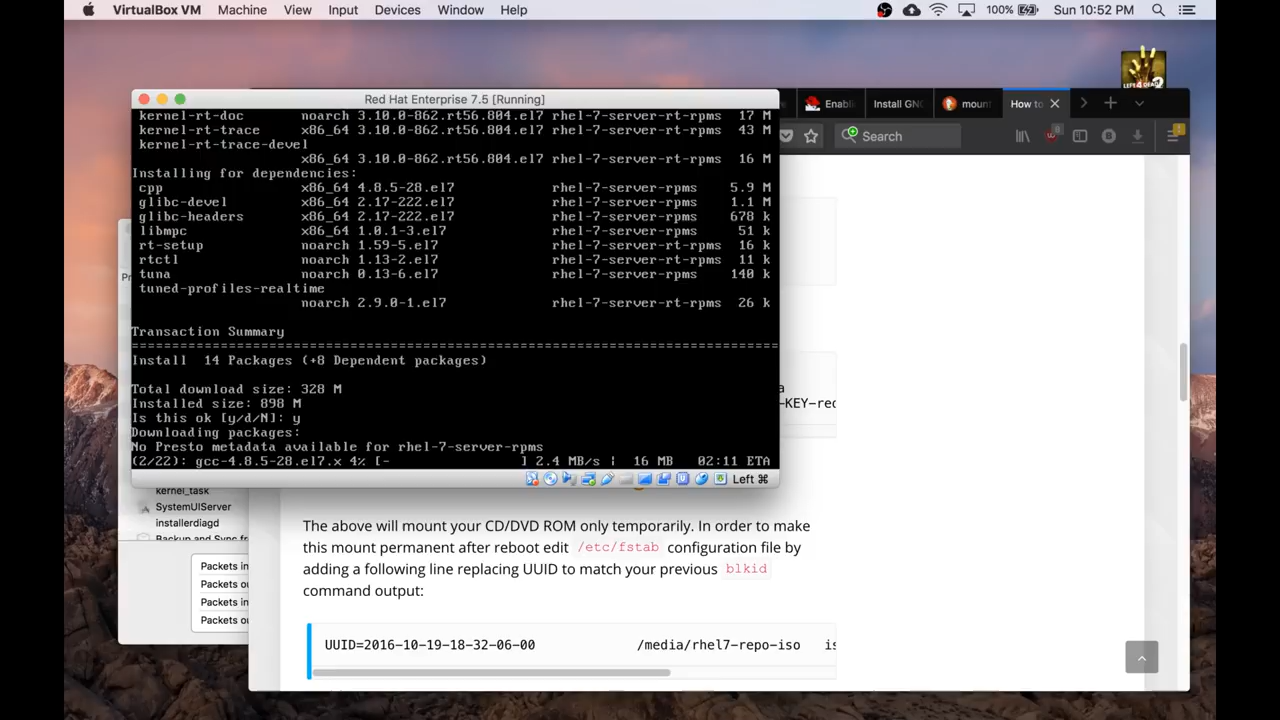 VirtualBox VM Machine View Input Devices Window Help 100% Sun 10:52 PM
LEFT 4 DEAD 2
Red Hat Enterprise 7.5 [Running]
Enabli Install GNO mount How to
Search
kernel-rt-doc noarch 3.10.0-862.rt56.804.el7 rhel-7-server-rt-rpms 17 M
kernel-rt-trace x86_64 3.10.0-862.rt56.804.el7 rhel-7-server-rt-rpms 43 M
kernel-rt-trace-devel
x86_64 3.10.0-862.rt56.804.el7 rhel-7-server-rt-rpms 16 M
Installing for dependencies:
cpp x86_64 4.8.5-28.el7 rhel-7-server-rpms 5.9 M
glibc-devel x86_64 2.17-222.el7 rhel-7-server-rpms 1.1 M
glibc-headers x86_64 2.17-222.el7 rhel-7-server-rpms 678 k
libmpc x86_64 1.0.1-3.el7 rhel-7-server-rpms 51 k
rt-setup x86_64 1.59-5.el7 rhel-7-server-rt-rpms 16 k
rtctl noarch 1.13-2.el7 rhel-7-server-rt-rpms 11 k
tuna noarch 0.13-6.el7 rhel-7-server-rpms 140 k
tuned-profiles-realtime
noarch 2.9.0-1.el7 rhel-7-server-rt-rpms 26 k
Transaction Summary
================================================================================
Install 14 Packages (+8 Dependent packages)
Total download size: 328 M
Installed size: 898 M
Is this ok [y/d/N]: y
Downloading packages:
No Presto metadata available for rhel-7-server-rpms
(2/22): gcc-4.8.5-28.el7.x 4% [- ] 2.4 MB/s | 16 MB 02:11 ETA
Left ⌘
a
-KEY-red
kernel_task
SystemUIServer
installerdiagd
Backup and Sync fr
Packets in
Packets ou
Packets in
Packets ou
The above will mount your CD/DVD ROM only temporarily. In order to make
this mount permanent after reboot edit /etc/fstab configuration file by
adding a following line replacing UUID to match your previous blkid
command output:
UUID=2016-10-19-18-32-06-00 /media/rhel7-repo-iso is